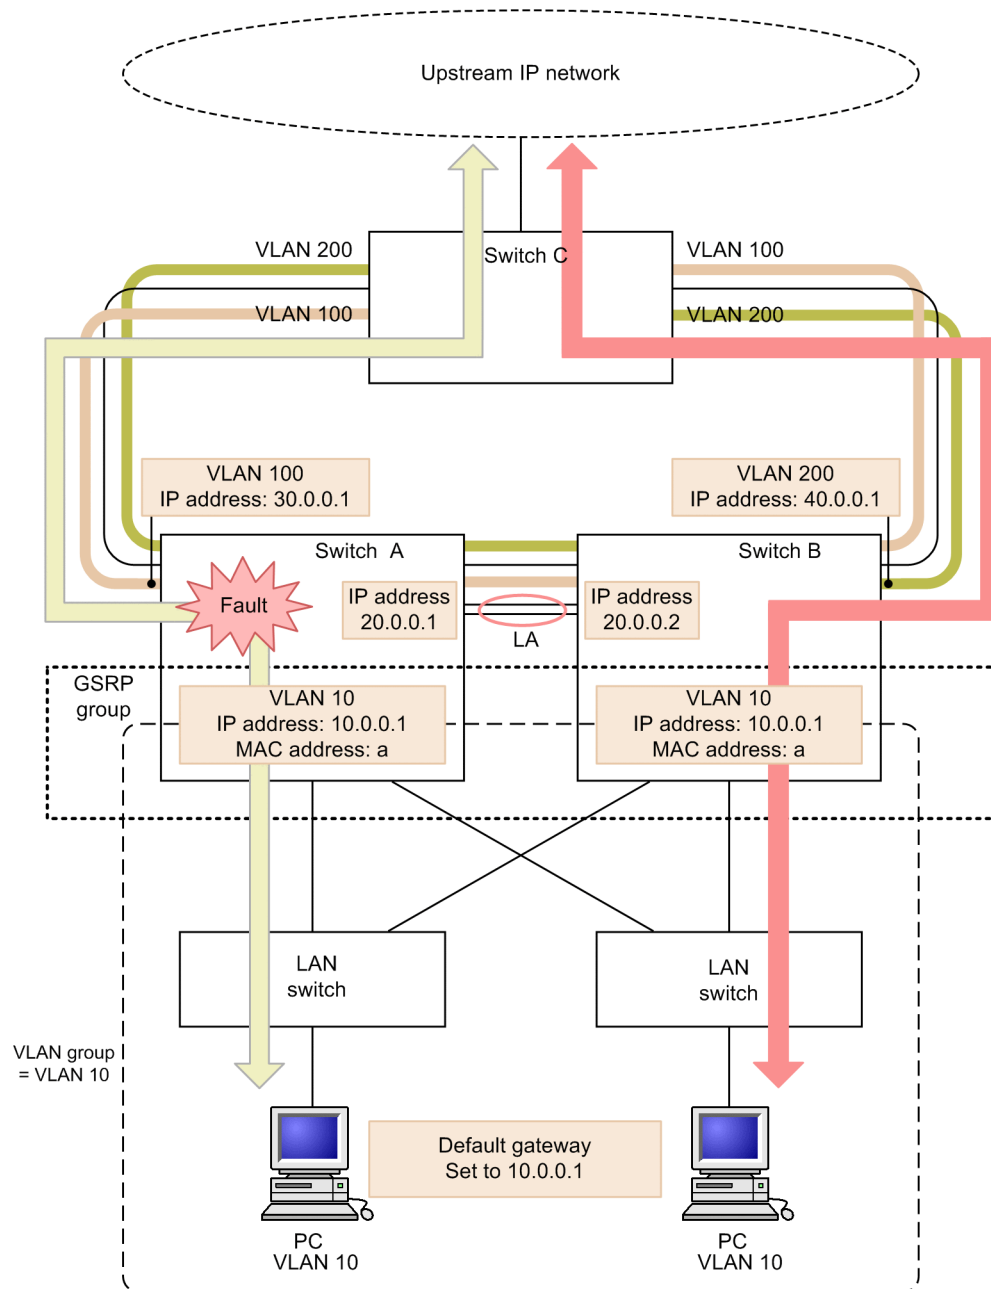 Upstream IP network
Switch C
VLAN 200
VLAN 100
VLAN 100
VLAN 200
VLAN 100
IP address: 30.0.0.1
VLAN 200
IP address: 40.0.0.1
Switch A
Switch B
Fault
IP address
20.0.0.1
IP address
20.0.0.2
LA
GSRP
group
VLAN 10
IP address: 10.0.0.1
MAC address: a
VLAN 10
IP address: 10.0.0.1
MAC address: a
LAN
switch
LAN
switch
VLAN group
= VLAN 10
Default gateway
Set to 10.0.0.1
PC
VLAN 10
PC
VLAN 10